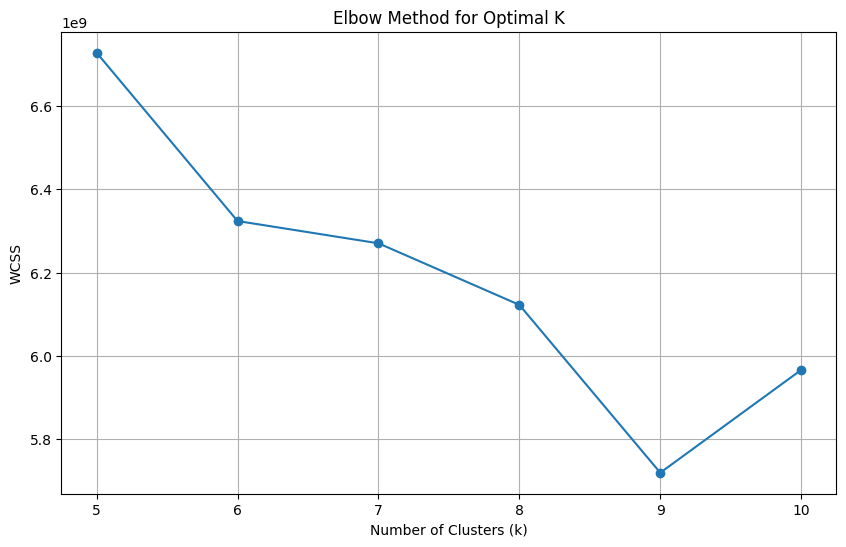 Elbow Method for Optimal K
1e9
6.6
6.4
6.2
6.0
5.8
WCSS
5 6 7 8 9 10
Number of Clusters (k)